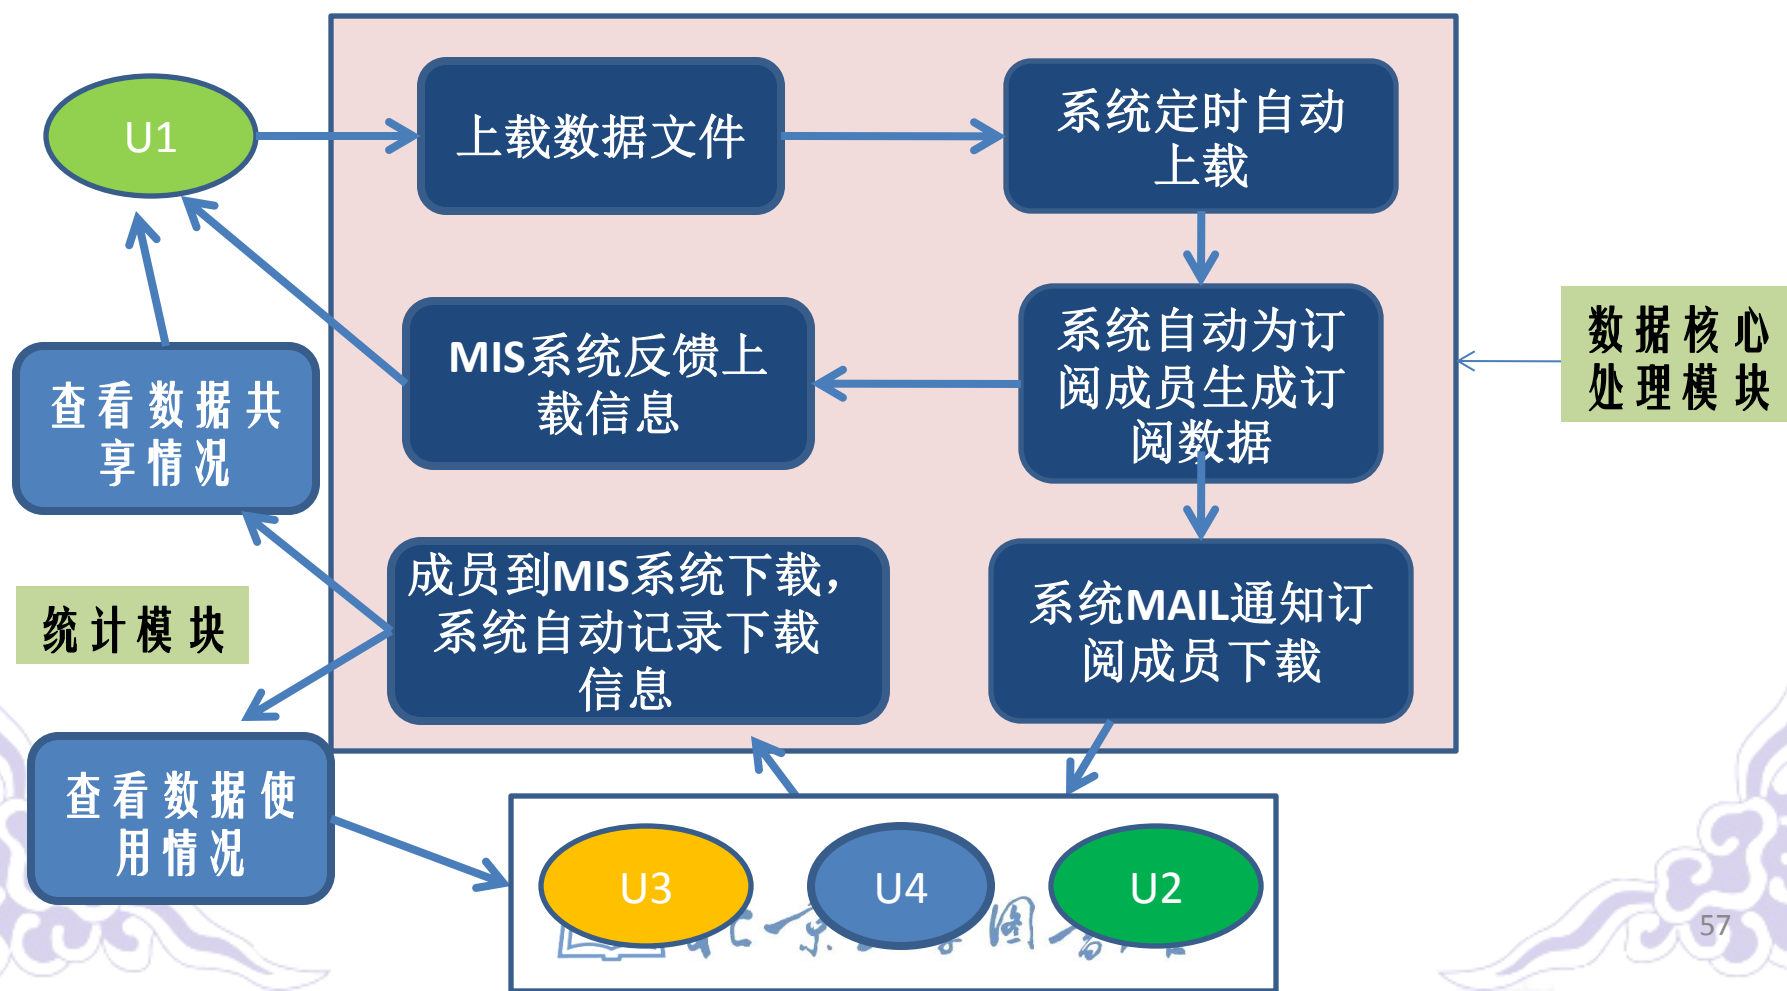 U1
上载数据文件
系统定时自动
上载
MIS系统反馈上
载信息
系统自动为订
阅成员生成订
阅数据
数据核心
处理模块
查看数据共
享情况
成员到MIS系统下载，
系统自动记录下载
信息
系统MAIL通知订
阅成员下载
统计模块
查看数据使
用情况
U3
U4
U2
57